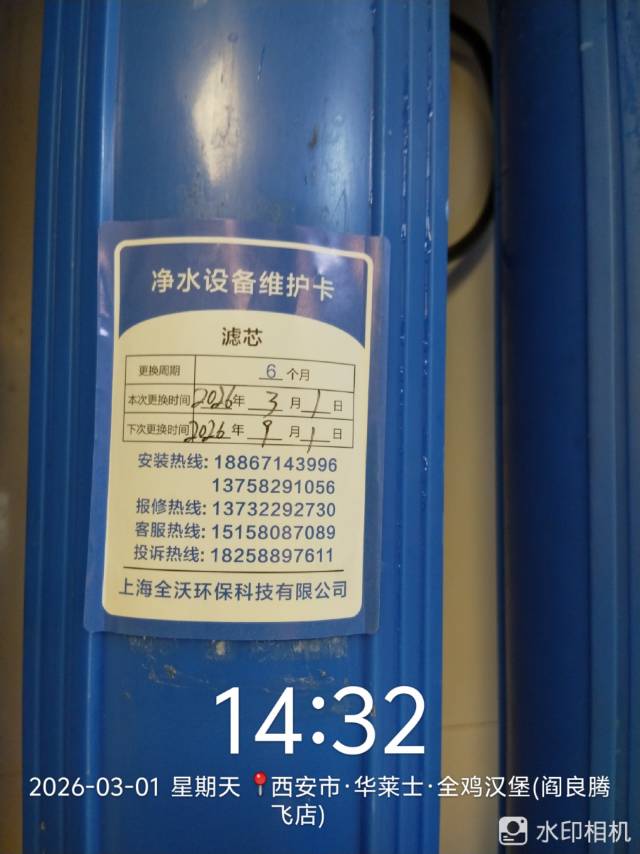 净水设备维护卡
滤芯
更换周期 6 个月
本次更换时间 2026 年 3 月 1 日
下次更换时间 2026 年 9 月 1 日
安装热线: 18867143996
13758291056
报修热线: 13732292730
客服热线: 15158087089
投诉热线: 18258897611
上海全沃环保科技有限公司
14:32
2026-03-01 星期天 西安市·华莱士·全鸡汉堡(阎良腾
飞店)
水印相机